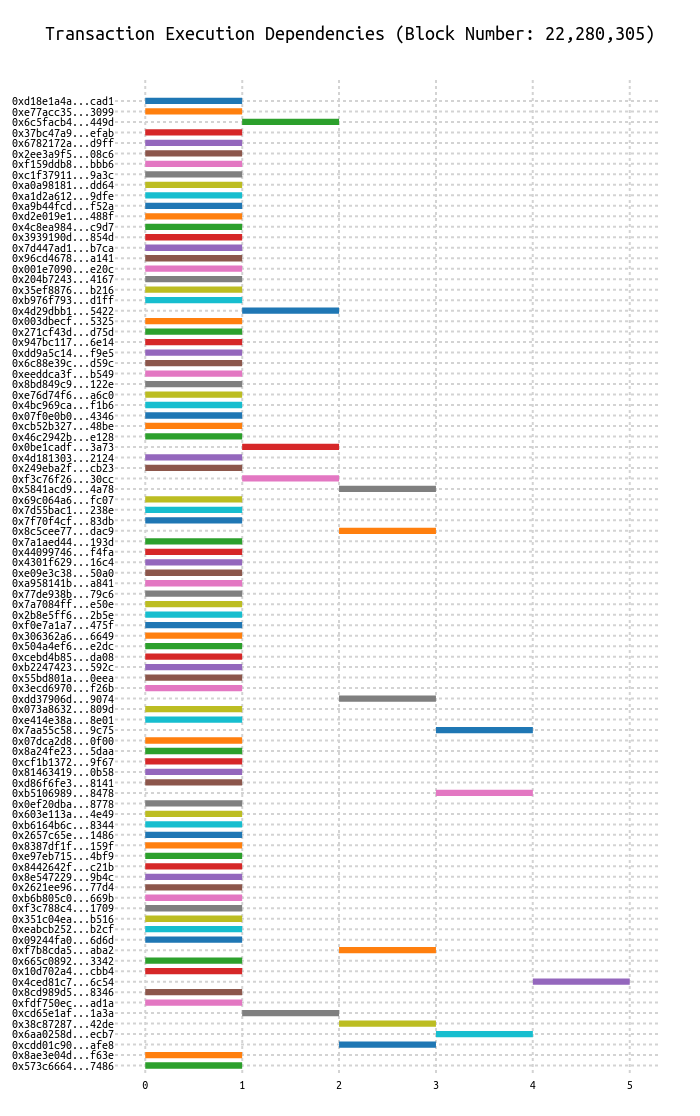 Transaction Execution Dependencies (Block Number: 22,280,305)
0xd18e1a4a...cad1
0xe77acc35...3099
0x6c5facb4...449d
0x37bc47a9...efab
0x6782172a...d9ff
0x2ee3a9f5...08c6
0xf159ddb8...bbb6
0xc1f37911...9a3c
0xa0a98181...dd64
0xa1d2a612...9dfe
0xa9b44fcd...f52a
0xd2e019e1...488f
0x4c8ea984...c9d7
0x3939190d...854d
0x7d447ad1...b7ca
0x96cd4678...a141
0x001e7090...e20c
0x204b7243...4167
0x35ef8876...b216
0xb976f793...d1ff
0x4d29dbb1...5422
0x003dbecf...5325
0x271cf43d...d75d
0x947bc117...6e14
0xdd9a5c14...f9e5
0x6c88e39c...d59c
0xeeddca3f...b549
0x8bd849c9...122e
0xe76d74f6...a6c0
0x4bc969ca...f1b6
0x07f0e0b0...4346
0xcb52b327...48be
0x46c2942b...e128
0x0be1cadf...3a73
0x4d181303...2124
0x249eba2f...cb23
0xf3c76f26...30cc
0x5841acd9...4a78
0x69c064a6...fc07
0x7d55bac1...238e
0x7f70f4cf...83db
0x8c5cee77...dac9
0x7a1aed44...193d
0x44099746...f4fa
0x4301f629...16c4
0xe09e3c38...50a0
0xa958141b...a841
0x77de938b...79c6
0x7a7084ff...e50e
0x2b8e5ff6...2b5e
0xf0e7a1a7...475f
0x306362a6...6649
0x504a4ef6...e2dc
0xcebd4b85...da08
0xb2247423...592c
0x55bd801a...0eea
0x3ecd6970...f26b
0xdd37906d...9074
0x073a8632...809d
0xe414e38a...8e01
0x7aa55c58...9c75
0x07dca2d8...0f00
0x8a24fe23...5daa
0xcf1b1372...9f67
0x81463419...0b58
0xd86f6fe3...8141
0xb5106989...8478
0x0ef20dba...8778
0x603e113a...4e49
0xb6164b6c...8344
0x2657c65e...1486
0x8387df1f...159f
0xe97eb715...4bf9
0x8442642f...c21b
0x8e547229...9b4c
0x2621ee96...77d4
0xb6b805c0...669b
0xf3c788c4...1709
0x351c04ea...b516
0xeabcb252...b2cf
0x09244fa0...6d6d
0xf7b8cda5...aba2
0x665c0892...3342
0x10d702a4...cbb4
0x4ced81c7...6c54
0x8cd989d5...8346
0xfdf750ec...ad1a
0xcd65e1af...1a3a
0x38c87287...42de
0x6aa0258d...ecb7
0xcdd01c90...afe8
0x8ae3e04d...f63e
0x573c6664...7486
0 1 2 3 4 5